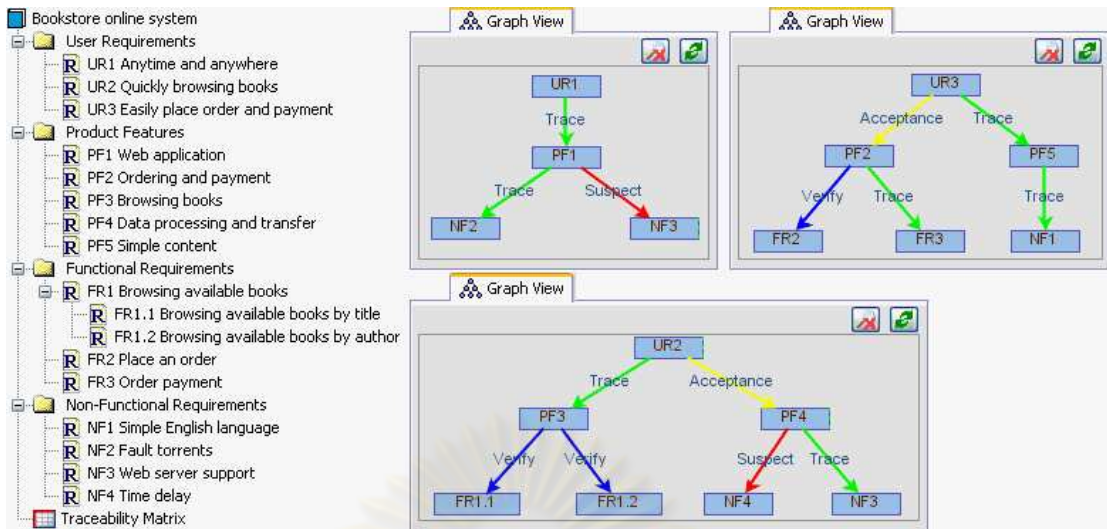 Bookstore online system
User Requirements
R UR1 Anytime and anywhere
R UR2 Quickly browsing books
R UR3 Easily place order and payment
Product Features
R PF1 Web application
R PF2 Ordering and payment
R PF3 Browsing books
R PF4 Data processing and transfer
R PF5 Simple content
Functional Requirements
R FR1 Browsing available books
R FR1.1 Browsing available books by title
R FR1.2 Browsing available books by author
R FR2 Place an order
R FR3 Order payment
Non-Functional Requirements
R NF1 Simple English language
R NF2 Fault torrents
R NF3 Web server support
R NF4 Time delay
Traceability Matrix
Graph View
UR1
Trace
PF1
Trace Suspect
NF2 NF3
Graph View
UR3
Acceptance Trace
PF2 PF5
Verify Trace Trace
FR2 FR3 NF1
Graph View
UR2
Trace Acceptance
PF3 PF4
Verify Verify Suspect Trace
FR1.1 FR1.2 NF4 NF3